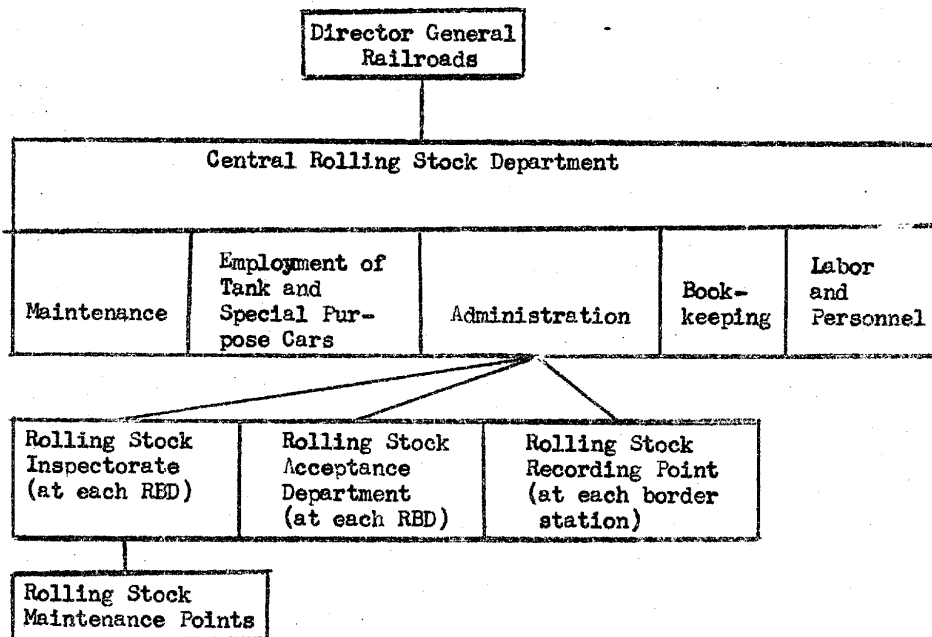 Director General
Railroads
Central Rolling Stock Department
Maintenance
Employment of
Tank and
Special Pur-
pose Cars
Administration
Book-
keeping
Labor
and
Personnel
Rolling Stock
Inspectorate
(at each RBD)
Rolling Stock
Acceptance
Department
(at each RBD)
Rolling Stock
Recording Point
(at each border
station)
Rolling Stock
Maintenance Points